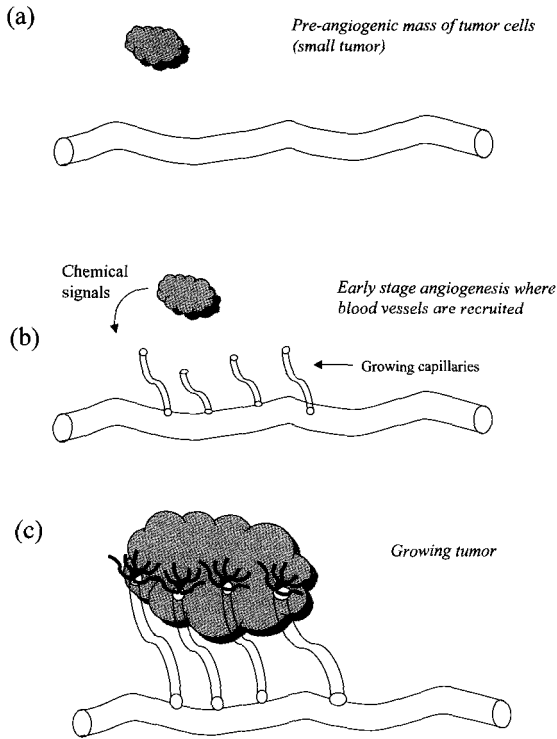 (a)
Pre-angiogenic mass of tumor cells
(small tumor)
Chemical
signals
Early stage angiogenesis where
blood vessels are recruited
(b)
Growing capillaries
(c)
Growing tumor